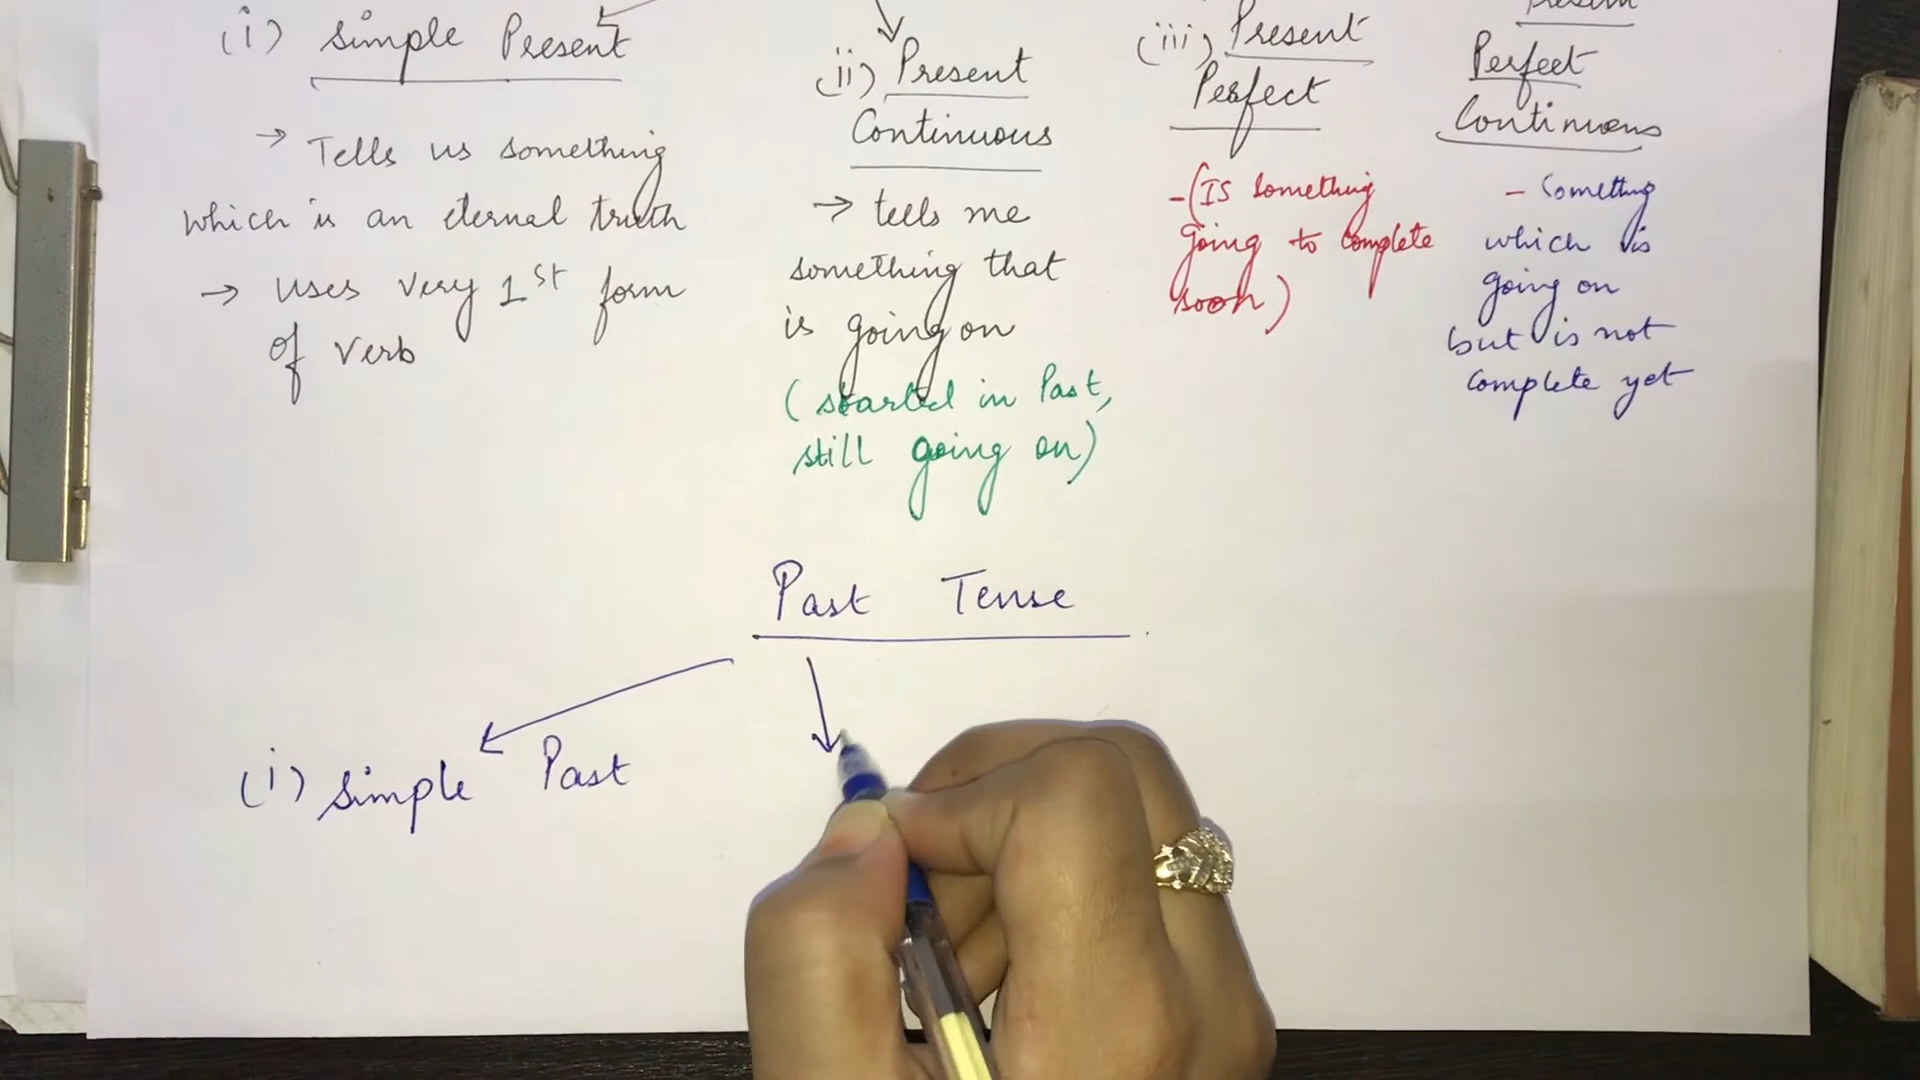 (i) Simple Present
→ Tells us something
which is an eternal truth
→ Uses very 1st form
of verb
(ii) Present
Continuous
→ tells me
something that
is going on
(started in Past,
still going on)
(iii) Present
Perfect
-(IS something
going to complete
soon)
Perfect
Continuous
- Something
which is
going on
but is not
complete yet
Past Tense
(i) Simple Past